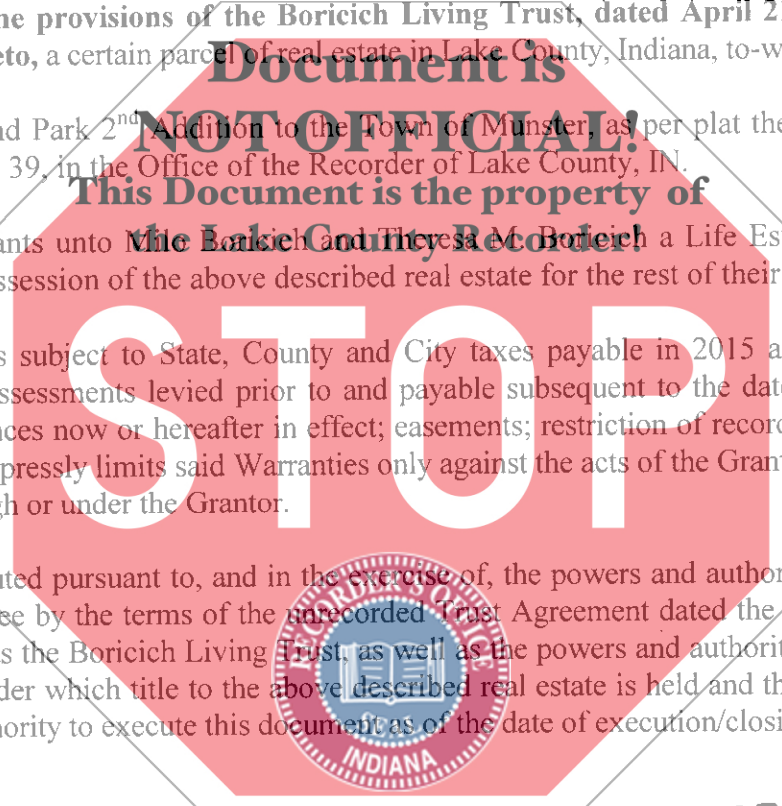 ne provisions of the Boricich Living Trust, dated April 2
eto, a certain parcel of real estate in Lake County, Indiana, to-w
Document is
nd Park 2nd Addition to the Town of Munster, as per plat the
NOT OFFICIAL!
39, in the Office of the Recorder of Lake County, IN.
This Document is the property of
the Lake County Recorder!
ants unto Milo Boricich and Theresa M. Boricich a Life Es
ssession of the above described real estate for the rest of their
STOP
s subject to State, County and City taxes payable in 2015 a
ssessments levied prior to and payable subsequent to the dat
nces now or hereafter in effect; easements; restriction of recor
pressly limits said Warranties only against the acts of the Grant
gh or under the Grantor.
uted pursuant to, and in the exercise of, the powers and author
ee by the terms of the unrecorded Trust Agreement dated the
s the Boricich Living Trust, as well as the powers and authorit
der which title to the above described real estate is held and th
ority to execute this document as of the date of execution/closi
RECORDER'S OFFICE
INDIANA